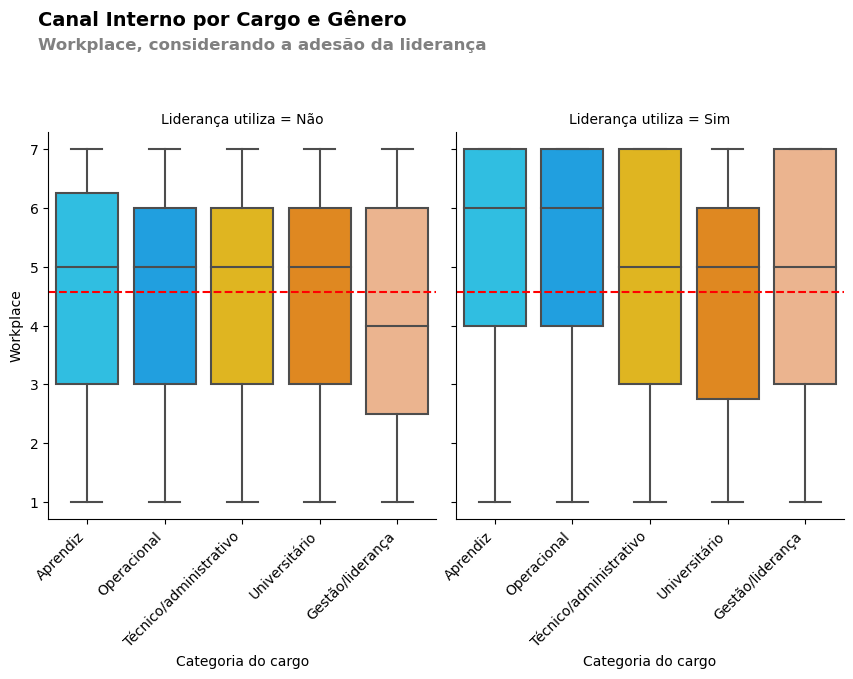 Canal Interno por Cargo e Gênero
Workplace, considerando a adesão da liderança
Liderança utiliza = Não
Liderança utiliza = Sim
7
6
5
4
3
2
1
Workplace
Aprendiz
Operacional
Técnico/administrativo
Universitário
Gestão/liderança
Aprendiz
Operacional
Técnico/administrativo
Universitário
Gestão/liderança
Categoria do cargo
Categoria do cargo